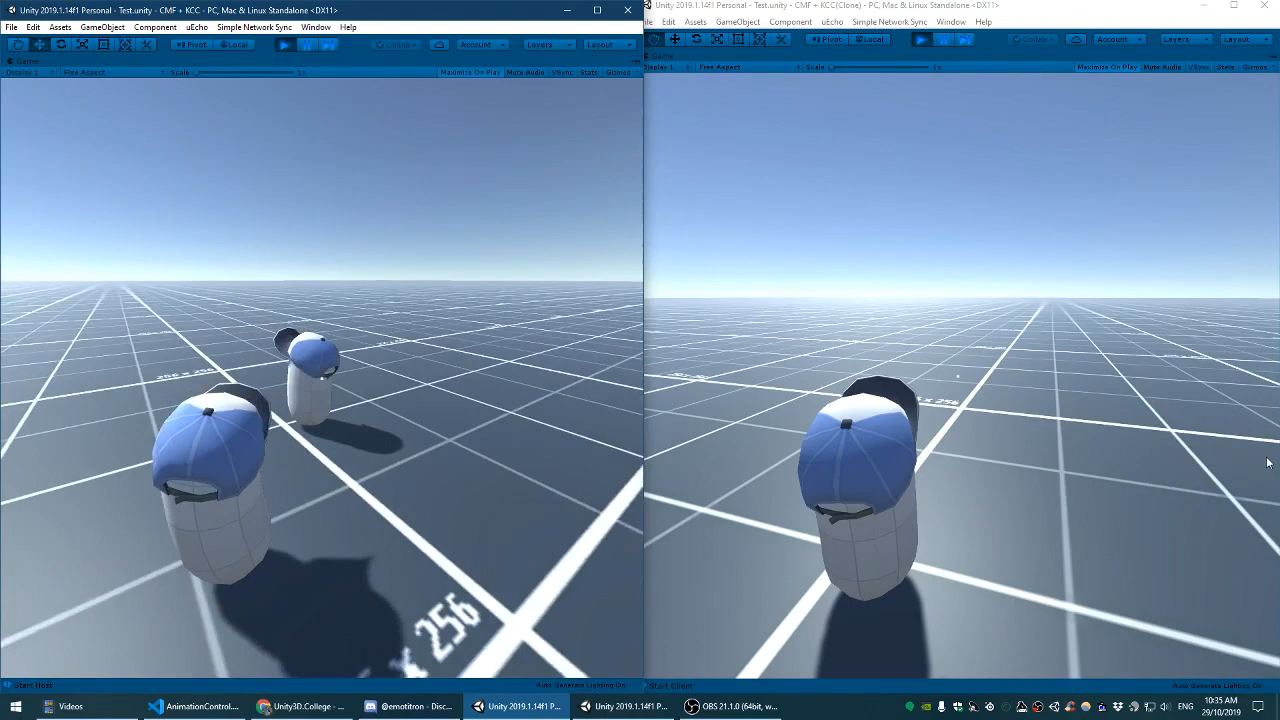 Unity 2019.1.14f1 Personal - Test.unity - CMF + KCC - PC, Mac & Linux Standalone <DX11>
File Edit Assets GameObject Component uEcho Simple Network Sync Window Help
Pivot Local Collab Account Layers Layout
Game
Display 1 Free Aspect Scale 1x Maximize On Play Mute Audio VSync Stats Gizmos
256 x 256
x 256
Start Host Auto Generate Lighting On
Unity 2019.1.14f1 Personal - Test.unity - CMF + KCC(Clone) - PC, Mac & Linux Standalone <DX11>
File Edit Assets GameObject Component uEcho Simple Network Sync Window Help
Pivot Local Collab Account Layers Layout
Game
Display 1 Free Aspect Scale 1x Maximize On Play Mute Audio VSync Stats Gizmos
x 256
Start Client Auto Generate Lighting On
Videos AnimationControl... Unity3D.College - ... @emotitron - Disc... Unity 2019.1.14f1 P... Unity 2019.1.14f1 P... OBS 21.1.0 (64bit, w... 10:35 AM
29/10/2019